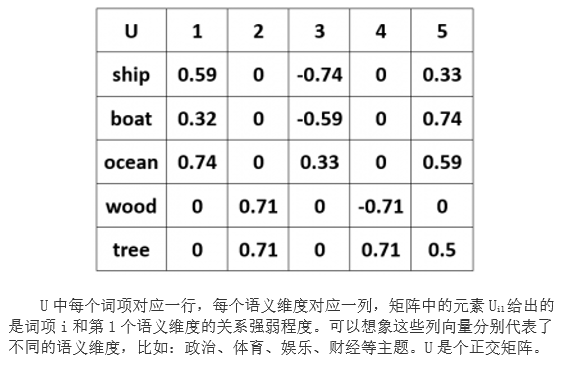 U 1 2 3 4 5
ship 0.59 0 -0.74 0 0.33
boat 0.32 0 -0.59 0 0.74
ocean 0.74 0 0.33 0 0.59
wood 0 0.71 0 -0.71 0
tree 0 0.71 0 0.71 0.5
U 中每个词项对应一行，每个语义维度对应一列，矩阵中的元素 Ui1 给出的
是词项 i 和第 1 个语义维度的关系强弱程度。可以想象这些列向量分别代表了
不同的语义维度，比如：政治、体育、娱乐、财经等主题。U 是个正交矩阵。